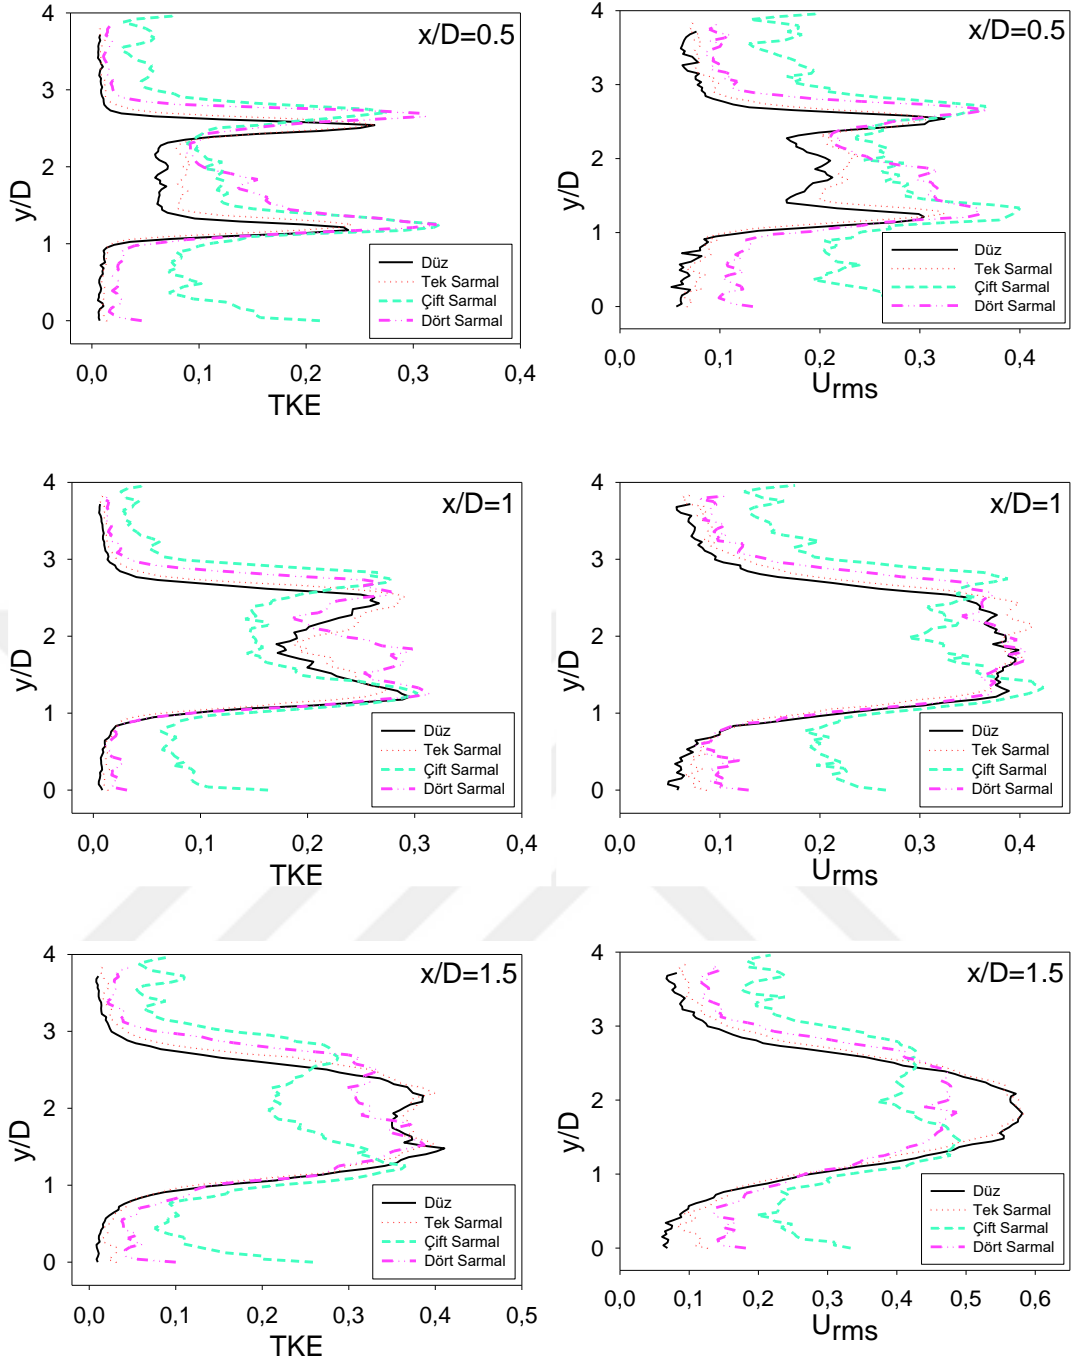 4
3
2
1
0
y/D
x/D=0.5
Düz
Tek Sarmal
Çift Sarmal
Dört Sarmal
0,0 0,1 0,2 0,3 0,4
TKE
4
3
2
1
0
y/D
x/D=0.5
Düz
Tek Sarmal
Çift Sarmal
Dört Sarmal
0,0 0,1 0,2 0,3 0,4
Urms
4
3
2
1
0
y/D
x/D=1
Düz
Tek Sarmal
Çift Sarmal
Dört Sarmal
0,0 0,1 0,2 0,3 0,4
TKE
4
3
2
1
0
y/D
x/D=1
Düz
Tek Sarmal
Çift Sarmal
Dört Sarmal
0,0 0,1 0,2 0,3 0,4
Urms
4
3
2
1
0
y/D
x/D=1.5
Düz
Tek Sarmal
Çift Sarmal
Dört Sarmal
0,0 0,1 0,2 0,3 0,4 0,5
TKE
4
3
2
1
0
y/D
x/D=1.5
Düz
Tek Sarmal
Çift Sarmal
Dört Sarmal
0,0 0,1 0,2 0,3 0,4 0,5 0,6
Urms